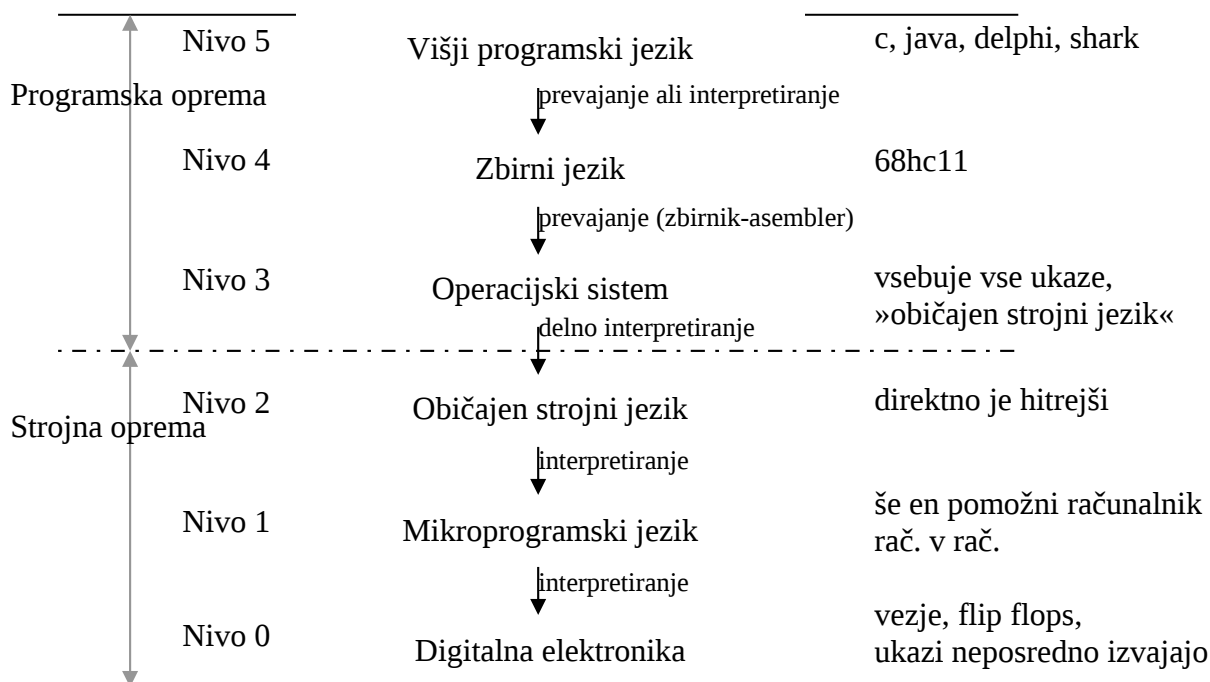 Nivo 5
Višji programski jezik
c, java, delphi, shark
Programska oprema
prevajanje ali interpretiranje
Nivo 4
Zbirni jezik
68hc11
prevajanje (zbirnik-asembler)
Nivo 3
Operacijski sistem
vsebuje vse ukaze,
»običajen strojni jezik«
delno interpretiranje
Nivo 2
Običajen strojni jezik
direktno je hitrejši
Strojna oprema
interpretiranje
Nivo 1
Mikroprogramski jezik
še en pomožni računalnik
rač. v rač.
interpretiranje
Nivo 0
Digitalna elektronika
vezje, flip flops,
ukazi neposredno izvajajo